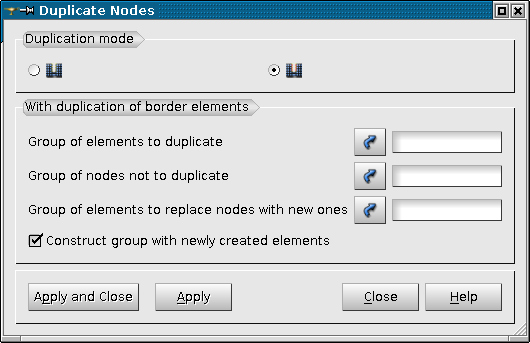 Duplicate Nodes
Duplication mode
With duplication of border elements
Group of elements to duplicate
Group of nodes not to duplicate
Group of elements to replace nodes with new ones
Construct group with newly created elements
Apply and Close Apply Close Help